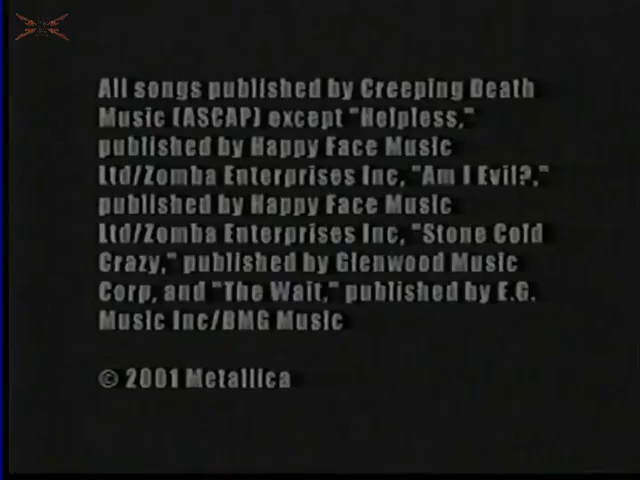 All songs published by Creeping Death
Music (ASCAP) except "Helpless,"
published by Happy Face Music
Ltd/Zomba Enterprises Inc, "Am I Evil?,"
published by Happy Face Music
Ltd/Zomba Enterprises Inc, "Stone Cold
Crazy," published by Glenwood Music
Corp, and "The Wait," published by E.G.
Music Inc/BMG Music
© 2001 Metallica